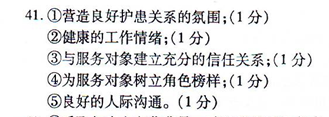 41. ①营造良好护患关系的氛围;(1 分)
②健康的工作情绪;(1 分)
③与服务对象建立充分的信任关系;(1 分)
④为服务对象树立角色榜样;(1 分)
⑤良好的人际沟通。(1 分)